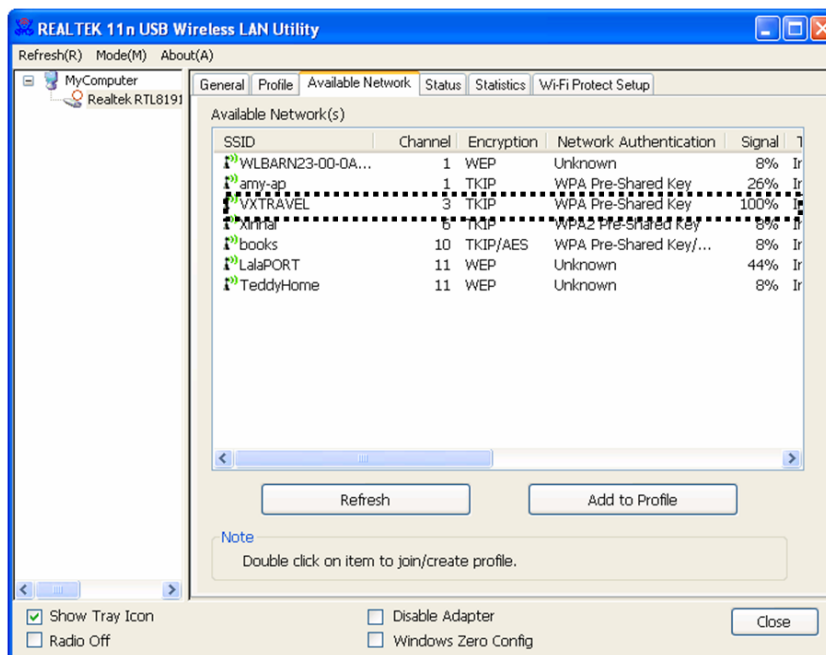 REALTEK 11n USB Wireless LAN Utility
Refresh(R) Mode(M) About(A)
MyComputer
Realtek RTL8191
General Profile Available Network Status Statistics Wi-Fi Protect Setup
Available Network(s)
SSID Channel Encryption Network Authentication Signal
WLBARN23-00-0A... 1 WEP Unknown 8%
amy-ap 1 TKIP WPA Pre-Shared Key 26%
VXTRAVEL 3 TKIP WPA Pre-Shared Key 100%
6 TKIP WPA2 Pre-Shared Key 8%
books 10 TKIP/AES WPA Pre-Shared Key/... 8%
LalaPORT 11 WEP Unknown 44%
TeddyHome 11 WEP Unknown 8%
Refresh Add to Profile
Note
Double click on item to join/create profile.
Show Tray Icon Disable Adapter Close
Radio Off Windows Zero Config